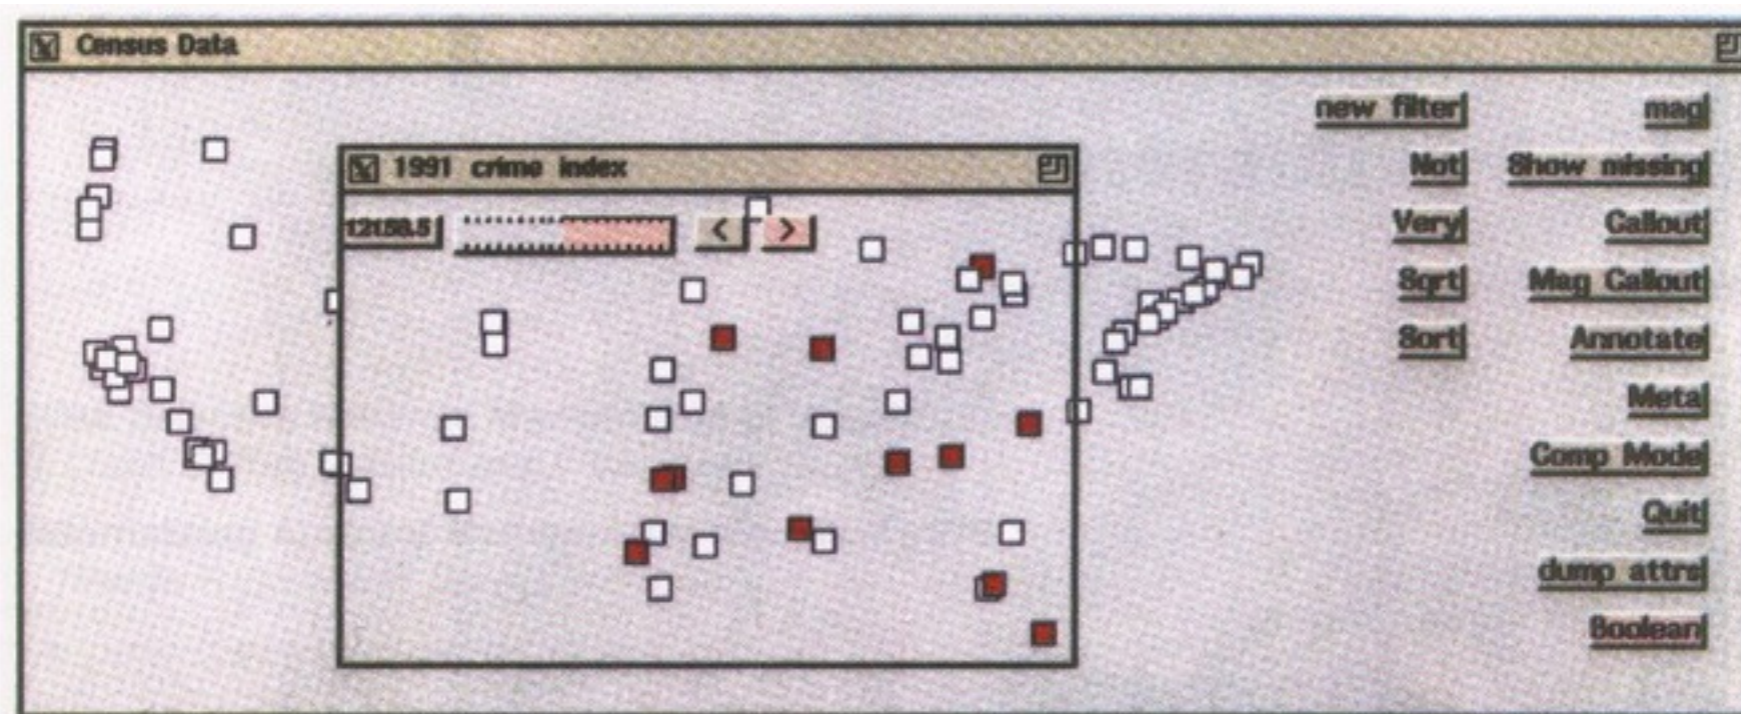 Census Data
new filter mag
1991 crime index
Not Show missing
12158.5 < > Very Callout
Sqrt Mag Callout
Sort Annotate
Meta
Comp Mode
Quit
dump attrs
Boolean